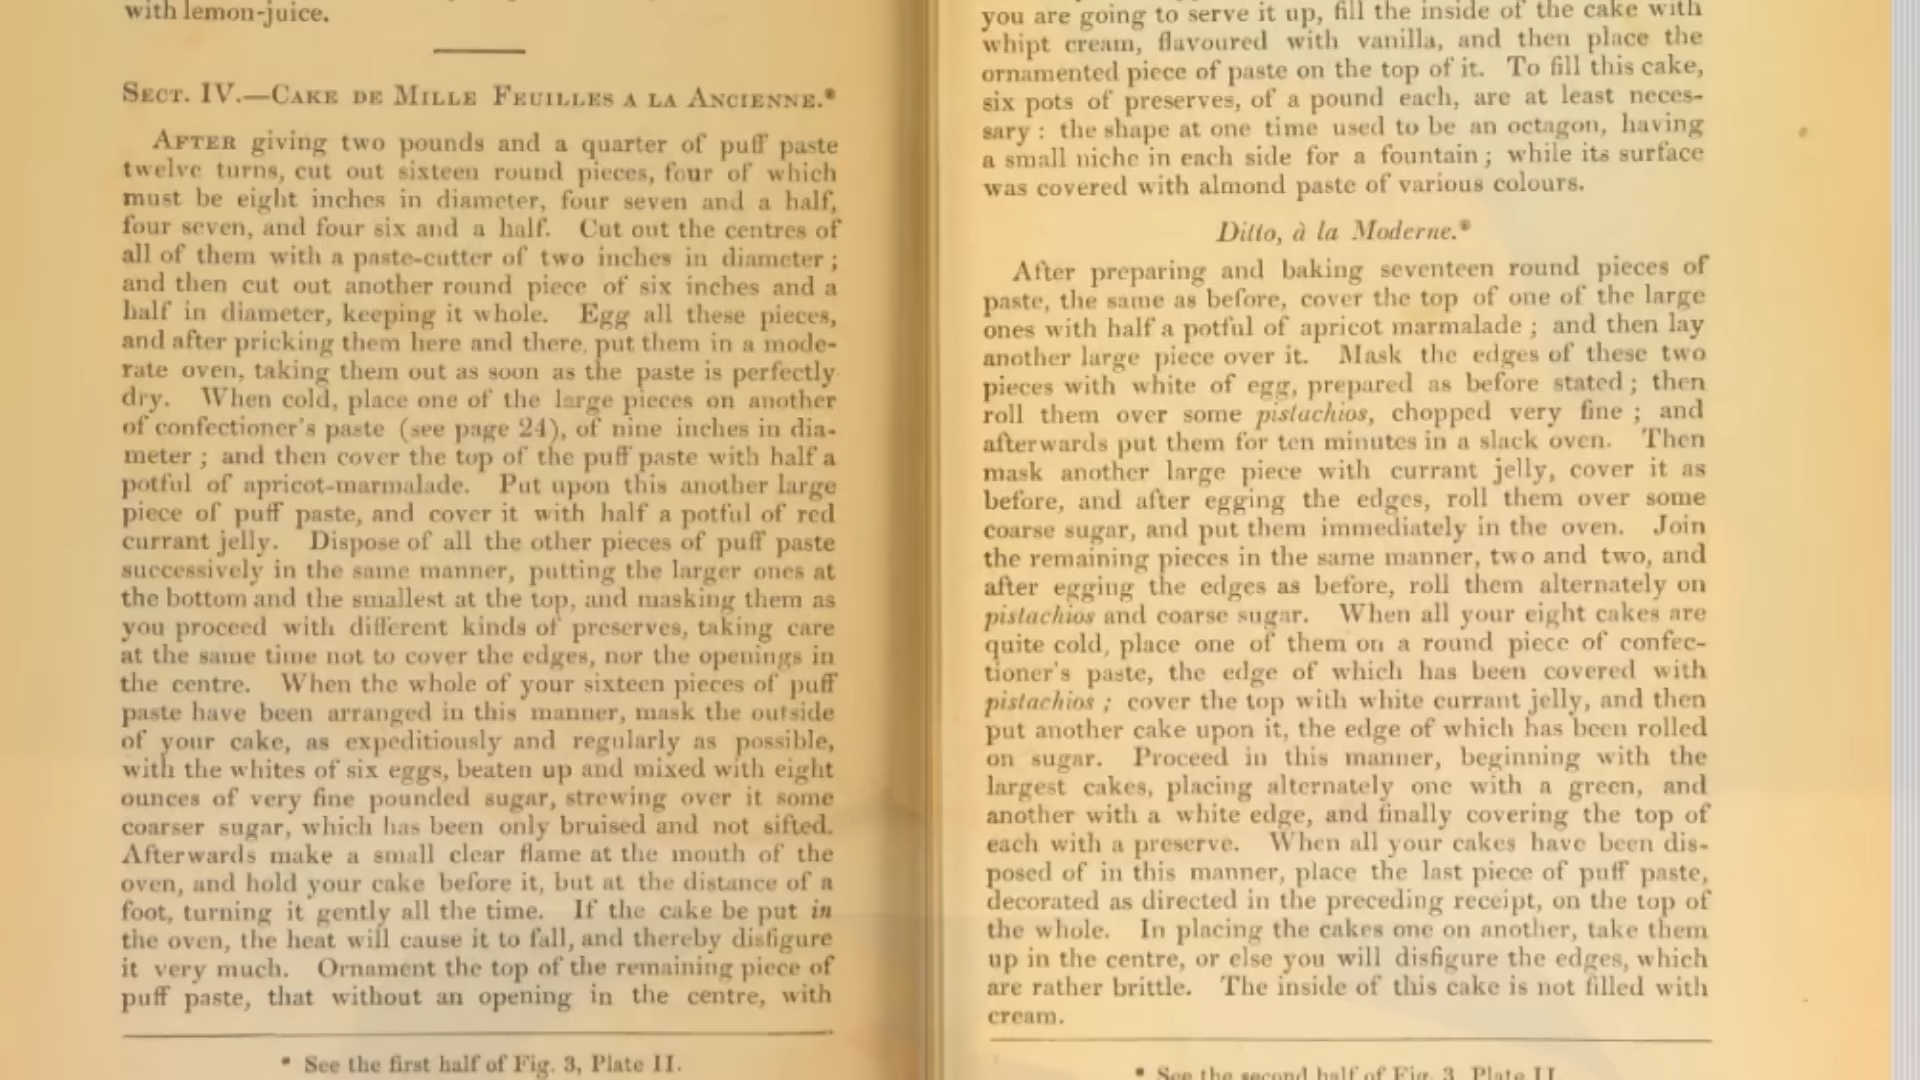 with lemon-juice.
SECT. IV.—CAKE DE MILLE FEUILLES A LA ANCIENNE.*
AFTER giving two pounds and a quarter of puff paste
twelve turns, cut out sixteen round pieces, four of which
must be eight inches in diameter, four seven and a half,
four seven, and four six and a half. Cut out the centres of
all of them with a paste-cutter of two inches in diameter;
and then cut out another round piece of six inches and a
half in diameter, keeping it whole. Egg all these pieces,
and after pricking them here and there, put them in a mode-
rate oven, taking them out as soon as the paste is perfectly
dry. When cold, place one of the large pieces on another
of confectioner's paste (see page 24), of nine inches in dia-
meter; and then cover the top of the puff paste with half a
potful of apricot-marmalade. Put upon this another large
piece of puff paste, and cover it with half a potful of red
currant jelly. Dispose of all the other pieces of puff paste
successively in the same manner, putting the larger ones at
the bottom and the smallest at the top, and masking them as
you proceed with different kinds of preserves, taking care
at the same time not to cover the edges, nor the openings in
the centre. When the whole of your sixteen pieces of puff
paste have been arranged in this manner, mask the outside
of your cake, as expeditiously and regularly as possible,
with the whites of six eggs, beaten up and mixed with eight
ounces of very fine pounded sugar, strewing over it some
coarser sugar, which has been only bruised and not sifted.
Afterwards make a small clear flame at the mouth of the
oven, and hold your cake before it, but at the distance of a
foot, turning it gently all the time. If the cake be put in
the oven, the heat will cause it to fall, and thereby disfigure
it very much. Ornament the top of the remaining piece of
puff paste, that without an opening in the centre, with
* See the first half of Fig. 3, Plate II.
you are going to serve it up, fill the inside of the cake with
whipt cream, flavoured with vanilla, and then place the
ornamented piece of paste on the top of it. To fill this cake,
six pots of preserves, of a pound each, are at least neces-
sary: the shape at one time used to be an octagon, having
a small niche in each side for a fountain; while its surface
was covered with almond paste of various colours.
Ditto, à la Moderne.*
After preparing and baking seventeen round pieces of
paste, the same as before, cover the top of one of the large
ones with half a potful of apricot marmalade; and then lay
another large piece over it. Mask the edges of these two
pieces with white of egg, prepared as before stated; then
roll them over some pistachios, chopped very fine; and
afterwards put them for ten minutes in a slack oven. Then
mask another large piece with currant jelly, cover it as
before, and after egging the edges, roll them over some
coarse sugar, and put them immediately in the oven. Join
the remaining pieces in the same manner, two and two, and
after egging the edges as before, roll them alternately on
pistachios and coarse sugar. When all your eight cakes are
quite cold, place one of them on a round piece of confec-
tioner's paste, the edge of which has been covered with
pistachios; cover the top with white currant jelly, and then
put another cake upon it, the edge of which has been rolled
on sugar. Proceed in this manner, beginning with the
largest cakes, placing alternately one with a green, and
another with a white edge, and finally covering the top of
each with a preserve. When all your cakes have been dis-
posed of in this manner, place the last piece of puff paste,
decorated as directed in the preceding receipt, on the top of
the whole. In placing the cakes one on another, take them
up in the centre, or else you will disfigure the edges, which
are rather brittle. The inside of this cake is not filled with
cream.
* See the second half of Fig. 3, Plate II.